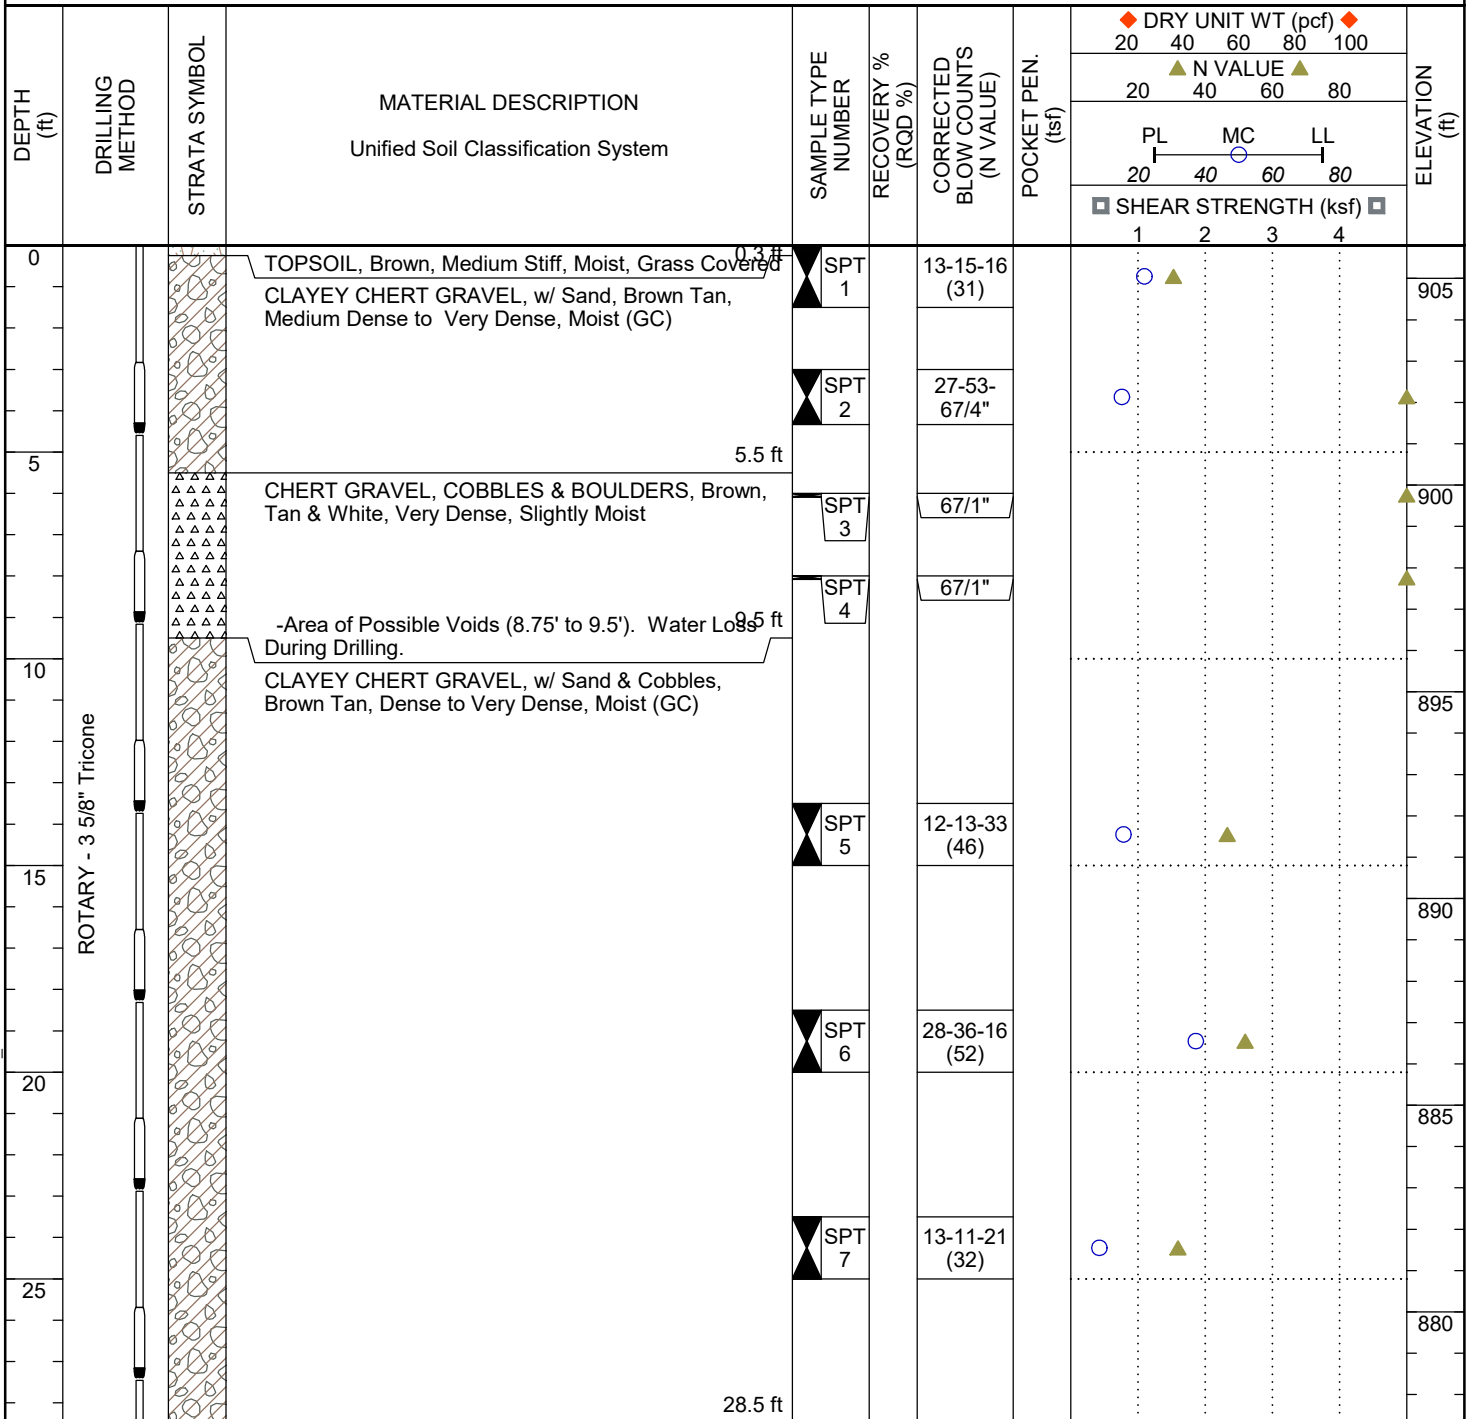 DEPTH
(ft)
DRILLING
METHOD
STRATA SYMBOL
MATERIAL DESCRIPTION
Unified Soil Classification System
SAMPLE TYPE
NUMBER
RECOVERY %
(RQD %)
CORRECTED
BLOW COUNTS
(N VALUE)
POCKET PEN.
(tsf)
DRY UNIT WT (pcf)
20 40 60 80 100
N VALUE
20 40 60 80
PL MC LL
20 40 60 80
SHEAR STRENGTH (ksf)
1 2 3 4
ELEVATION
(ft)
0
0.3 ft
TOPSOIL, Brown, Medium Stiff, Moist, Grass Covered
CLAYEY CHERT GRAVEL, w/ Sand, Brown Tan,
Medium Dense to Very Dense, Moist (GC)
SPT
1
13-15-16
(31)
905
SPT
2
27-53-
67/4"
5.5 ft
5
CHERT GRAVEL, COBBLES & BOULDERS, Brown,
Tan & White, Very Dense, Slightly Moist
SPT
3
67/1"
900
SPT
4
67/1"
9.5 ft
-Area of Possible Voids (8.75' to 9.5'). Water Loss
During Drilling.
10
CLAYEY CHERT GRAVEL, w/ Sand & Cobbles,
Brown Tan, Dense to Very Dense, Moist (GC)
895
ROTARY - 3 5/8" Tricone
SPT
5
12-13-33
(46)
15
890
SPT
6
28-36-16
(52)
20
885
SPT
7
13-11-21
(32)
25
880
28.5 ft